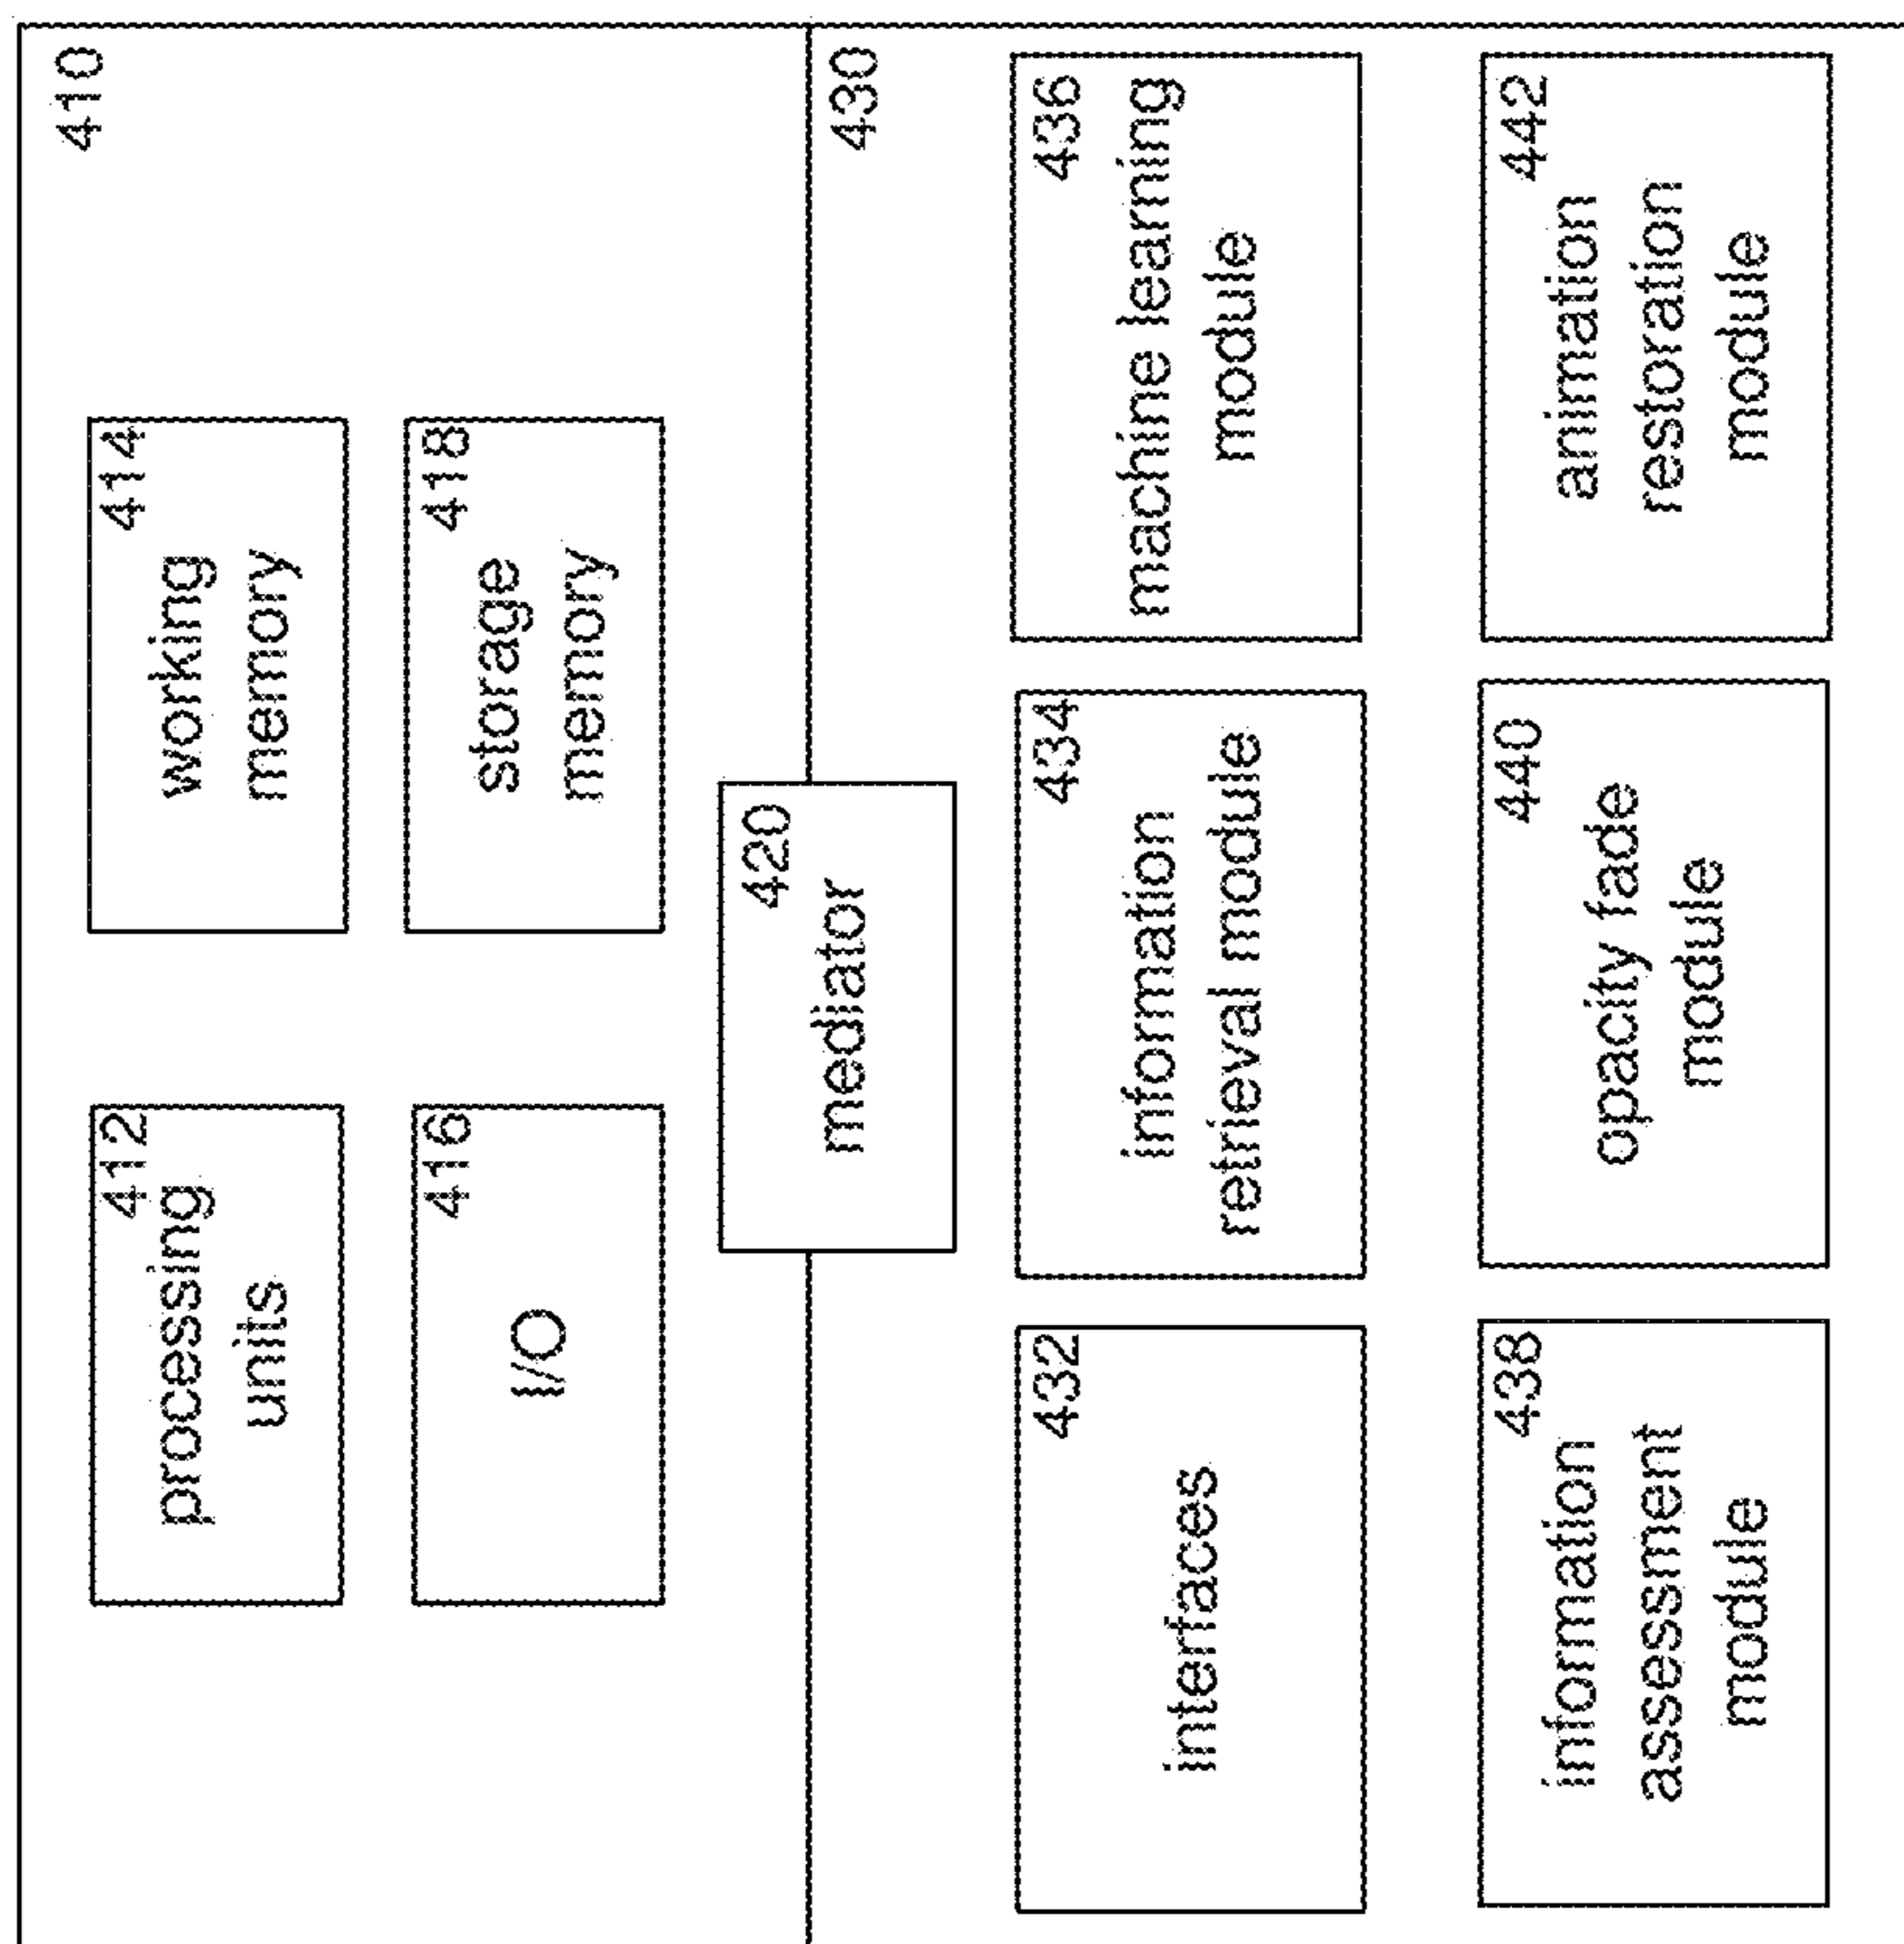 410
412
processing
units
414
working
memory
416
I/O
418
storage
memory
420
mediator
430
432
interfaces
434
information
retrieval module
436
machine learning
module
438
information
assessment
module
440
opacity fade
module
442
animation
restoration
module